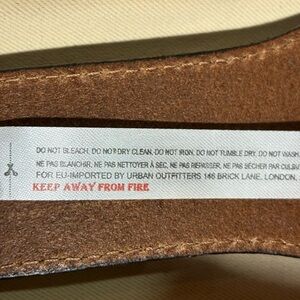 DO NOT BLEACH, DO NOT DRY CLEAN, DO NOT IRON, DO NOT TUMBLE DRY, DO NOT WASH
NE PAS BLANCHIR, NE PAS NETTOYER À SEC, NE PAS REPASSER, NE PAS SÉCHER PAR CULBU
FOR EU-IMPORTED BY URBAN OUTFITTERS 146 BRICK LANE, LONDON,
KEEP AWAY FROM FIRE